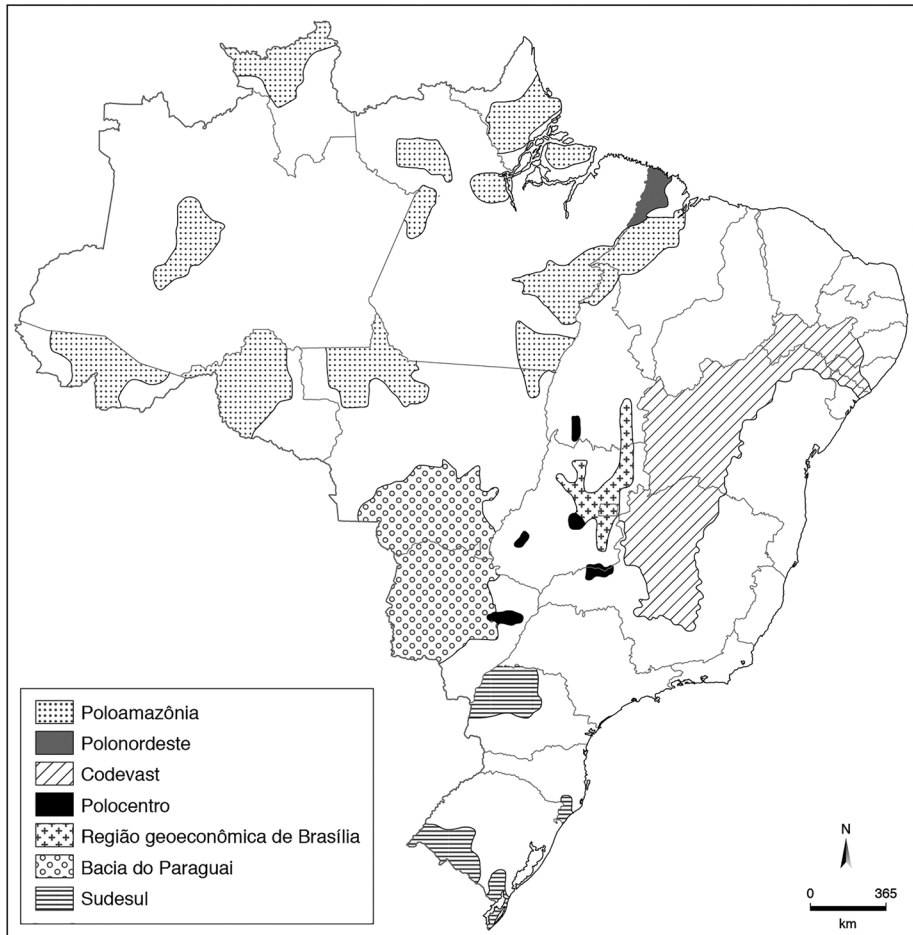 Poloamazônia
Polonordeste
Codevast
Polocentro
Região geoeconômica de Brasília
Bacia do Paraguai
Sudesul
N
0 365
km